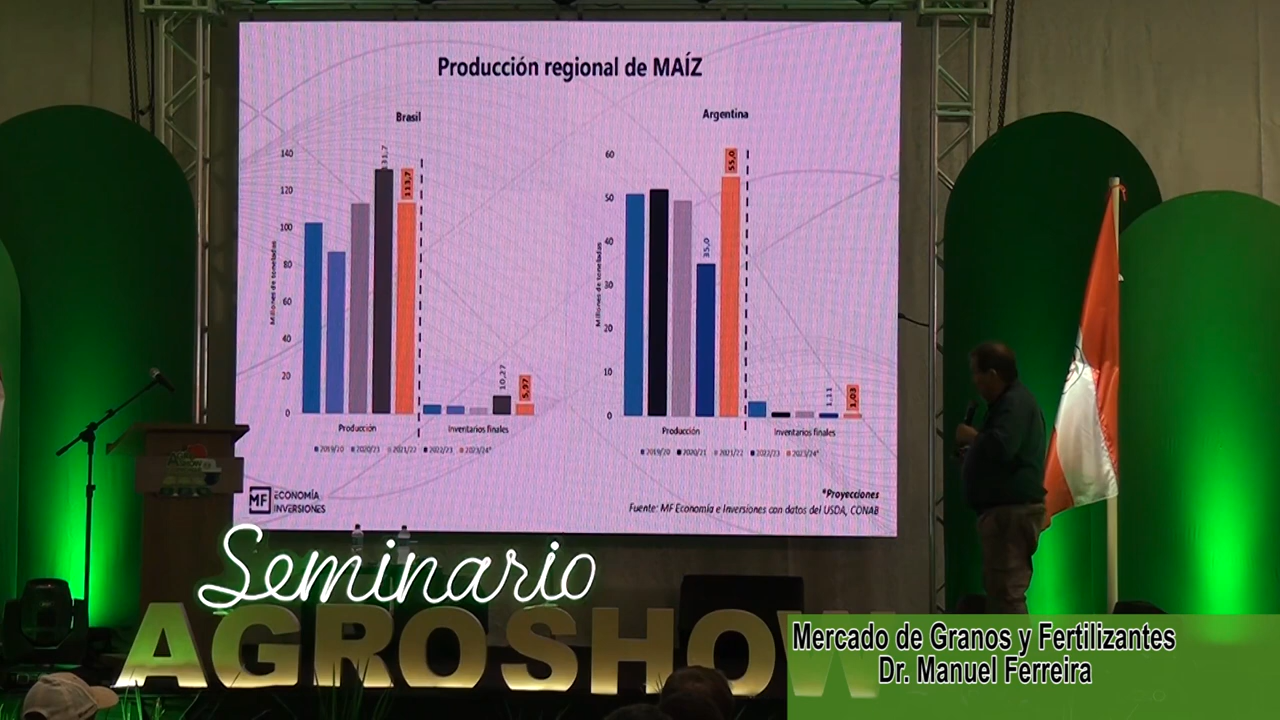 Producción regional de MAÍZ
Brasil
Argentina
140
120
100
80
60
40
20
0
Millones de toneladas
131,7
113,7
10,27
5,97
Producción
Inventarios finales
2019/20 2020/21 2021/22 2022/23 2023/24*
60
50
40
30
20
10
0
Millones de toneladas
35,0
55,0
1,11
1,03
Producción
Inventarios finales
2019/20 2020/21 2021/22 2022/23 2023/24*
MF ECONOMÍA
INVERSIONES
*Proyecciones
Fuente: MF Economía e Inversiones con datos del USDA, CONAB
Seminario
AGROSHOW
Mercado de Granos y Fertilizantes
Dr. Manuel Ferreira